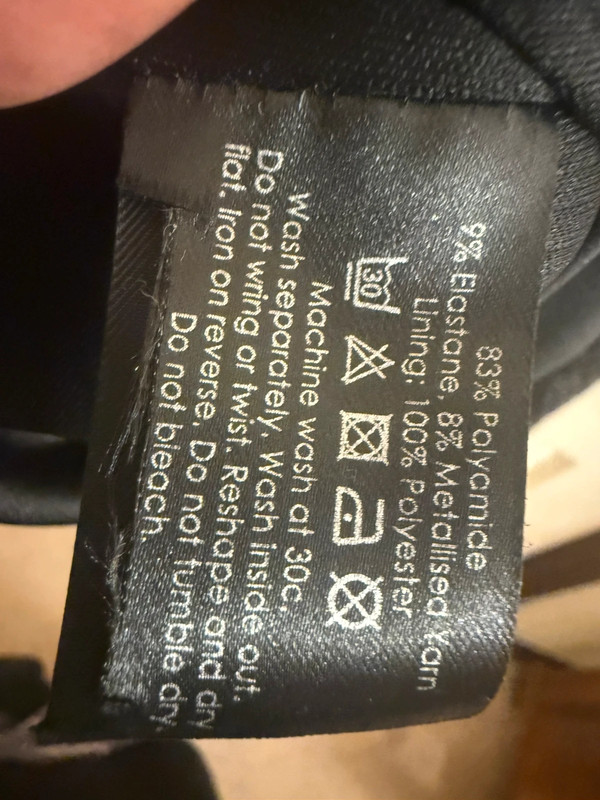 83% Polyamide
9% Elastane, 8% Metallised Yarn
Lining: 100% Polyester
30
Machine wash at 30c.
Wash separately. Wash inside out.
Do not wring or twist. Reshape and dry
flat. Iron on reverse. Do not tumble dry.
Do not bleach.